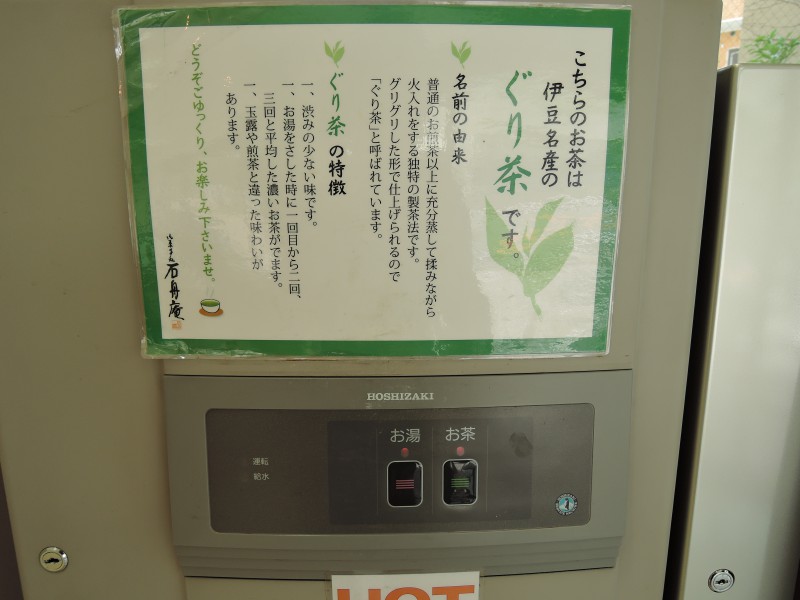 こちらのお茶は
伊豆名産の
ぐり茶です。
名前の由来
普通のお煎茶以上に充分蒸して揉みながら
火入れをする独特の製茶法です。
グリグリした形で仕上げられるので
「ぐり茶」と呼ばれています。
ぐり茶の特徴
一、渋みの少ない味です。
一、お湯をさした時に一回目から二回、
三回と平均した濃いお茶がでます。
一、玉露や煎茶と違った味わいが
あります。
どうぞごゆっくり、お楽しみ下さいませ。
石舟庵
HOSHIZAKI
お湯
お茶
運転
給水
HOT